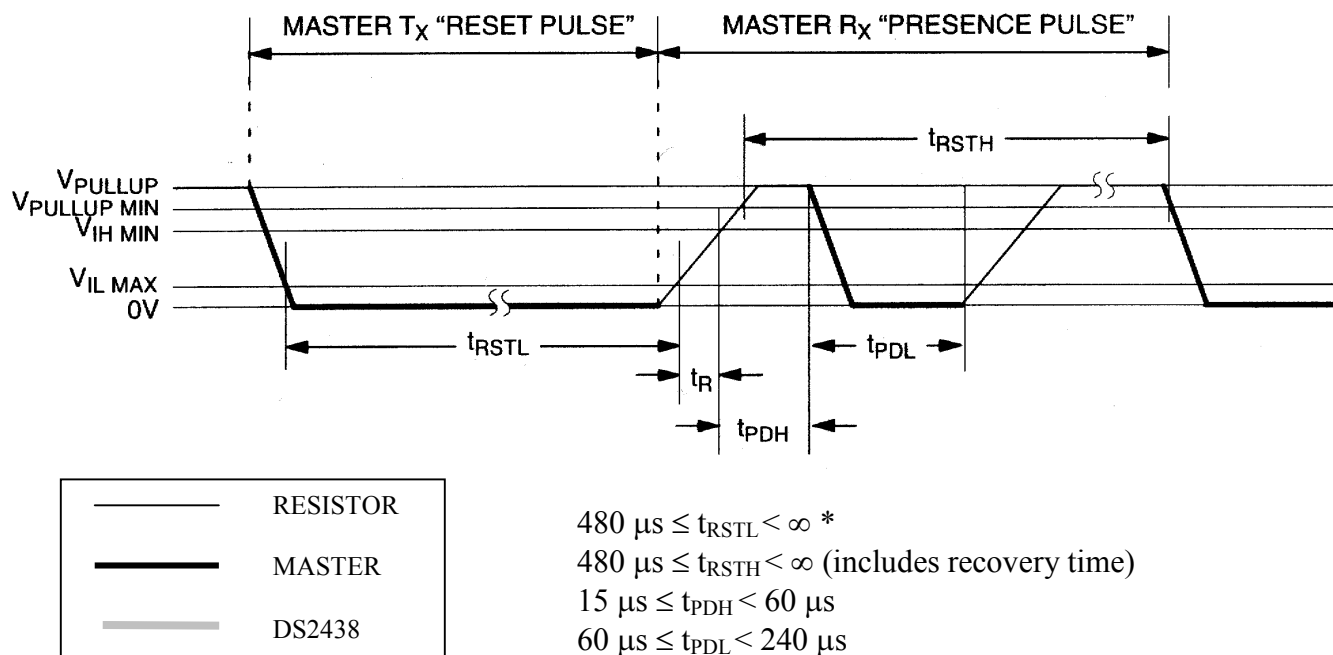 MASTER TX “RESET PULSE”
MASTER RX “PRESENCE PULSE”
tRSTH
VPULLUP
VPULLUP MIN
VIH MIN
VIL MAX
0V
tRSTL
tPDL
tR
tPDH
RESISTOR
MASTER
DS2438
480 μs ≤ tRSTL < ∞ *
480 μs ≤ tRSTH < ∞ (includes recovery time)
15 μs ≤ tPDH < 60 μs
60 μs ≤ tPDL < 240 μs